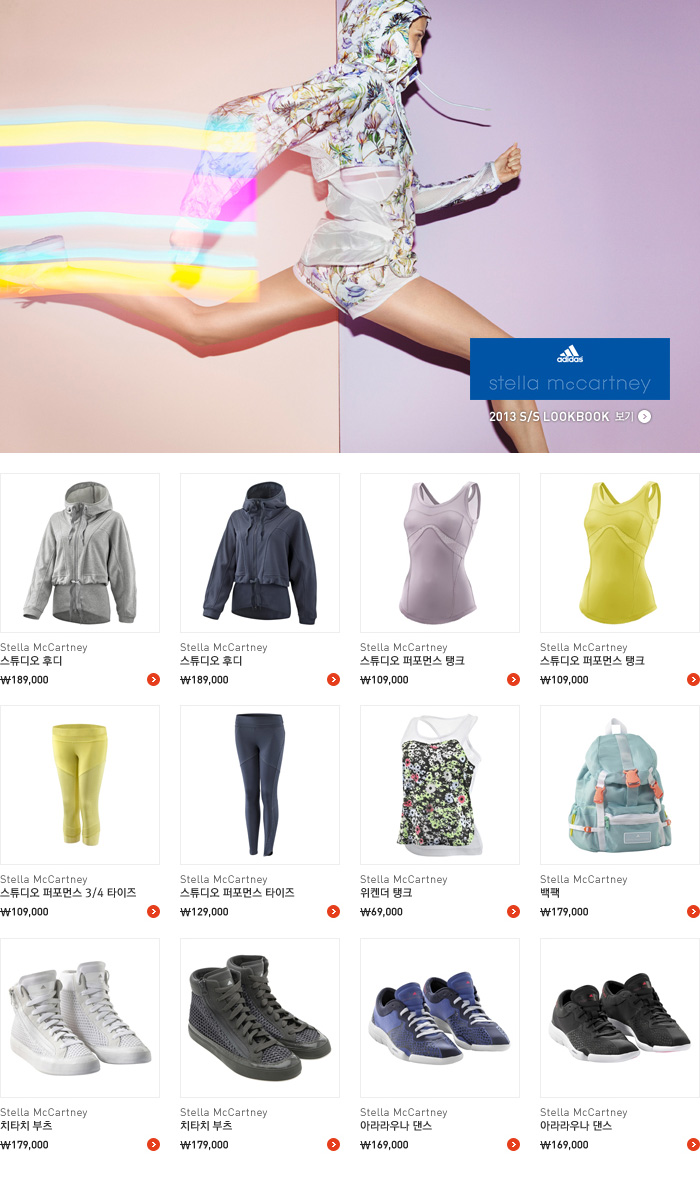 adidas
stella mccartney
2013 S/S LOOKBOOK 보기
Stella McCartney
스튜디오 후디
₩189,000
Stella McCartney
스튜디오 후디
₩189,000
Stella McCartney
스튜디오 퍼포먼스 탱크
₩109,000
Stella McCartney
스튜디오 퍼포먼스 탱크
₩109,000
Stella McCartney
스튜디오 퍼포먼스 3/4 타이즈
₩109,000
Stella McCartney
스튜디오 퍼포먼스 타이즈
₩129,000
Stella McCartney
위켄더 탱크
₩69,000
Stella McCartney
백팩
₩179,000
Stella McCartney
치타치 부츠
₩179,000
Stella McCartney
치타치 부츠
₩179,000
Stella McCartney
아라라우나 댄스
₩169,000
Stella McCartney
아라라우나 댄스
₩169,000